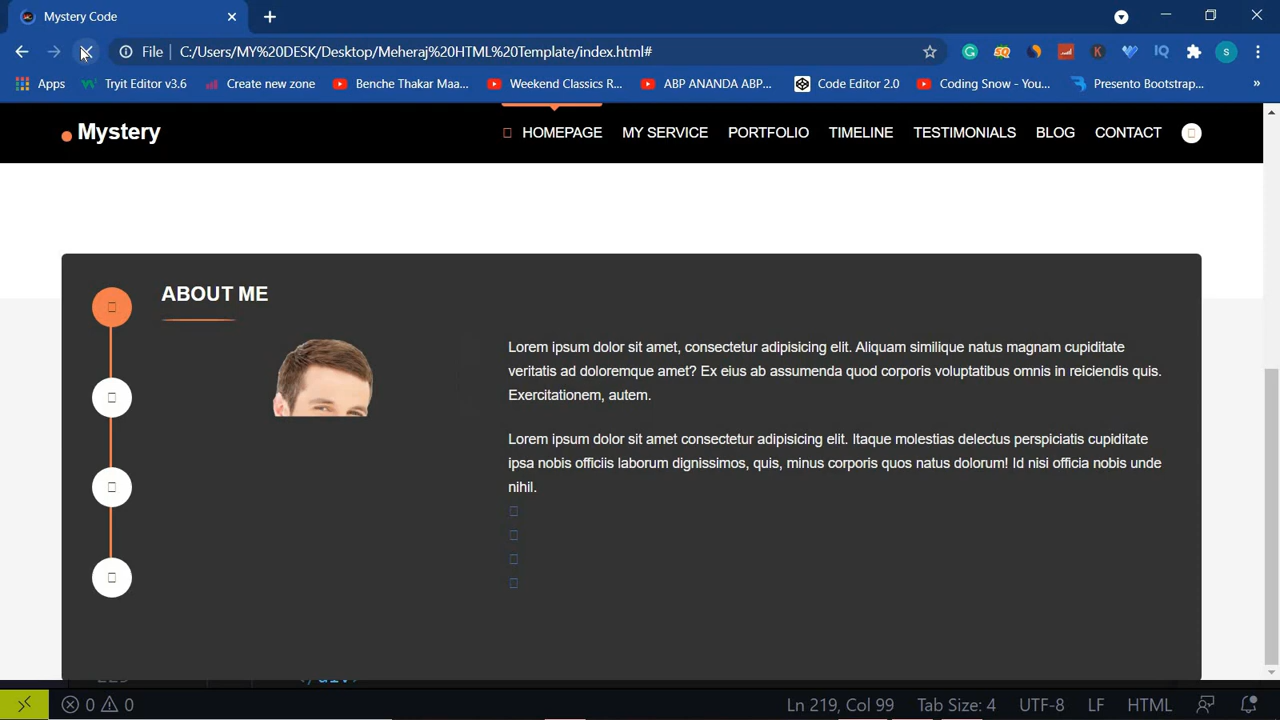 Mystery Code
File C:/Users/MY%20DESK/Desktop/Meheraj%20HTML%20Template/index.html#
Apps Tryit Editor v3.6 Create new zone Benche Thakar Maa... Weekend Classics R... ABP ANANDA ABP... Code Editor 2.0 Coding Snow - You... Presento Bootstrap... »
Mystery HOMEPAGE MY SERVICE PORTFOLIO TIMELINE TESTIMONIALS BLOG CONTACT
ABOUT ME
Lorem ipsum dolor sit amet, consectetur adipisicing elit. Aliquam similique natus magnam cupiditate
veritatis ad doloremque amet? Ex eius ab assumenda quod corporis voluptatibus omnis in reiciendis quis.
Exercitationem, autem.
Lorem ipsum dolor sit amet consectetur adipisicing elit. Itaque molestias delectus perspiciatis cupiditate
ipsa nobis officiis laborum dignissimos, quis, minus corporis quos natus dolorum! Id nisi officia nobis unde
nihil.
0 0 Ln 219, Col 99 Tab Size: 4 UTF-8 LF HTML